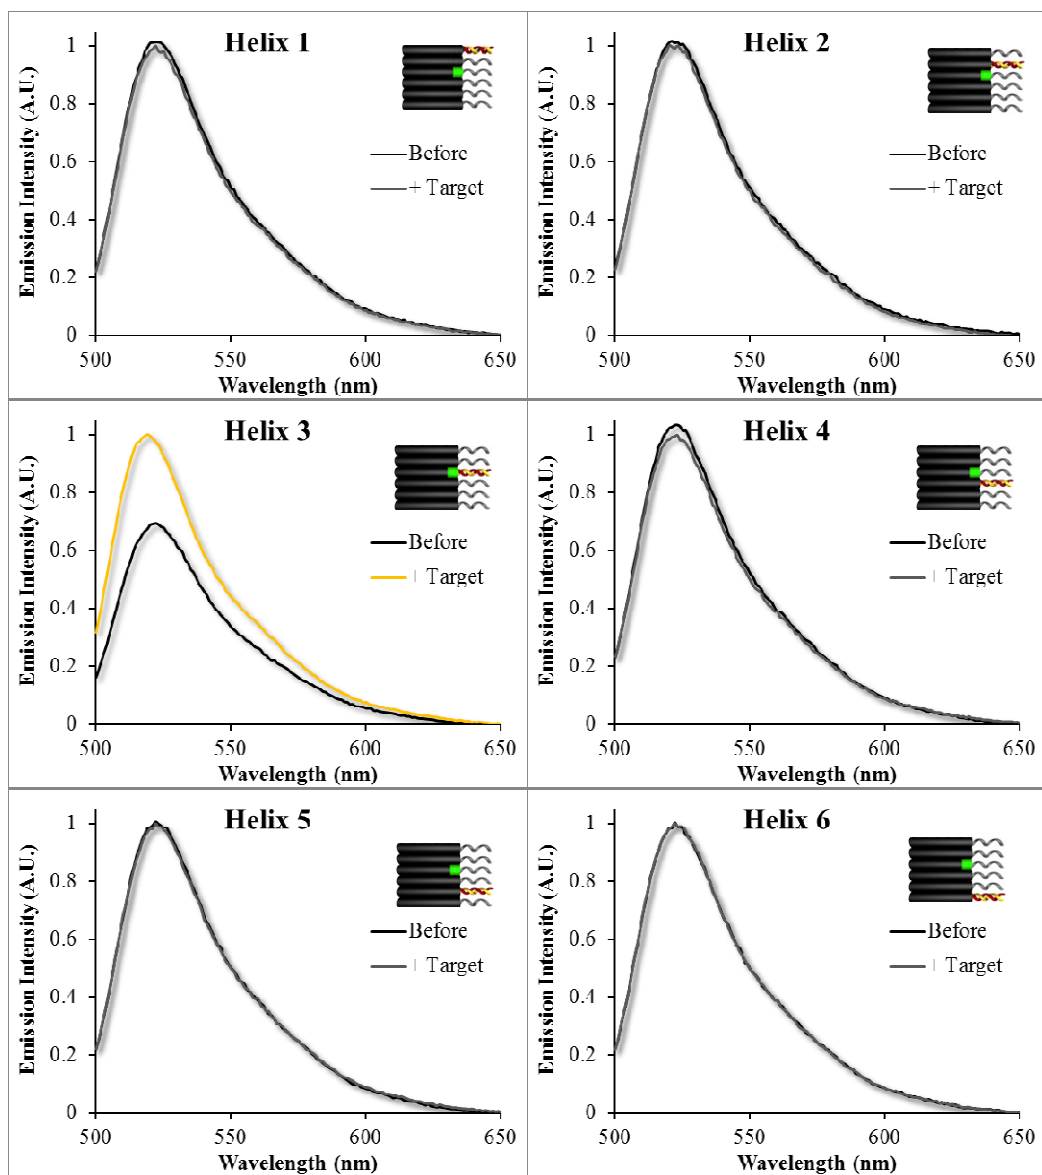 Helix 1
Emission Intensity (A.U.)
1
0.8
0.6
0.4
0.2
0
Before
+ Target
500
550
600
650
Wavelength (nm)
Helix 2
Emission Intensity (A.U.)
1
0.8
0.6
0.4
0.2
0
Before
+ Target
500
550
600
650
Wavelength (nm)
Helix 3
Emission Intensity (A.U.)
1
0.8
0.6
0.4
0.2
0
Before
+ Target
500
550
600
650
Wavelength (nm)
Helix 4
Emission Intensity (A.U.)
1
0.8
0.6
0.4
0.2
0
Before
+ Target
500
550
600
650
Wavelength (nm)
Helix 5
Emission Intensity (A.U.)
1
0.8
0.6
0.4
0.2
0
Before
+ Target
500
550
600
650
Wavelength (nm)
Helix 6
Emission Intensity (A.U.)
1
0.8
0.6
0.4
0.2
0
Before
+ Target
500
550
600
650
Wavelength (nm)